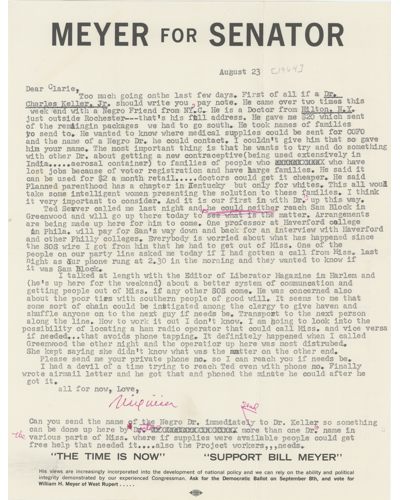 MEYER FOR SENATOR
August 23 [1964]
Dear Clarie,
Too much going onthe last few days. First of all if a Dr.
Charles Keller, Jr. should write you, pay note. He came over two times this
week end with a Negro Friend from NY.C. He is a Doctor from Hilton, N.Y.
just outside Rochester---that's his full address. He gave me $20 which sent
of the remingin packages we had to go south. He took names of families
to send to. He wanted to know where medical supplies could be sent for COFO
and the name of a Negro Dr. he could contact. I couldn't give him that so gave
him your name. The most important thing is that he wants to try and do something
with other Dr. about getting a new contraceptive(being used extensively in
India.....aerosol container) to families of people who who have
lost jobs because of voter registration and have large families. He said it
can be used for $2 a month retail.....doctors could get it cheaper. He said
Planned parenthood has a chapter in Kentucky but only for whites. This all would
take some intelligent women presenting the solution to these families. I think
it very important to consider. And it is our first win with Dr. up this way.
Ted Seaver called me last night and he could neither reach Sam Block in
Greenwood and will go up there today to see what is the matter. Arrangements
are being made up here for him to come. One professor at Haverford college
in Phila. will pay for Sam's way down and back for an interview with Haverford
and other Philly colleges. Everybody is worried about what has happened since
the SOS wire I got from him that he had to get out of Miss. One of the
people on our party line asked me today if I had gotten a call from Miss. last
night as our phone rung at 2.30 in the morning and they wanted to know if
it was Sam Block.
I talked at length with the Editor of Liberator Magazine in Harlem and
(he's up here for the weekend) about a better system of communcation and
getting people out of Miss. if any other SOS come. He was concerned also
about the poor ties with southern people of good will. It seems to me that
some sort of chain could be instigated among the clergy to give haven and
shuffle anyone on to the next guy if needs be. Transport to the next person
along the line. How to work it out I don't know. I am going to look into the
possibility of locating a ham radio operator that could call Miss. and vice versa
if needed...that avoids phone tapping. It definitely happened when I called
Greenwood the other night and the operator up here was most distrubed.
She kept saying she didn't know what was the matter on the other end.
Please send me your private phone no. so I can reach you if needs be.
I had a devil of a time trying to reach Ted even with phone no. Finally
wrote airmail letter and he got that and phoned the minute could after he
got it.
all for now, Love,
Can you send the name of the Negro Dr. immediately to Dr. Keller so something
can be done up here by Dr. more than one Dr. name in
the various parts of Miss. where if supplies were available people could get
free help that needed it....also the Project workers,,,needs.
"THE TIME IS NOW" "SUPPORT BILL MEYER"
His views are increasingly incorporated into the development of national policy and we can rely on the ability and political
integrity demonstrated by our experienced Congressman. Ask for the Democratic Ballot on September 8th, and vote for
William H. Meyer of West Rupert.....